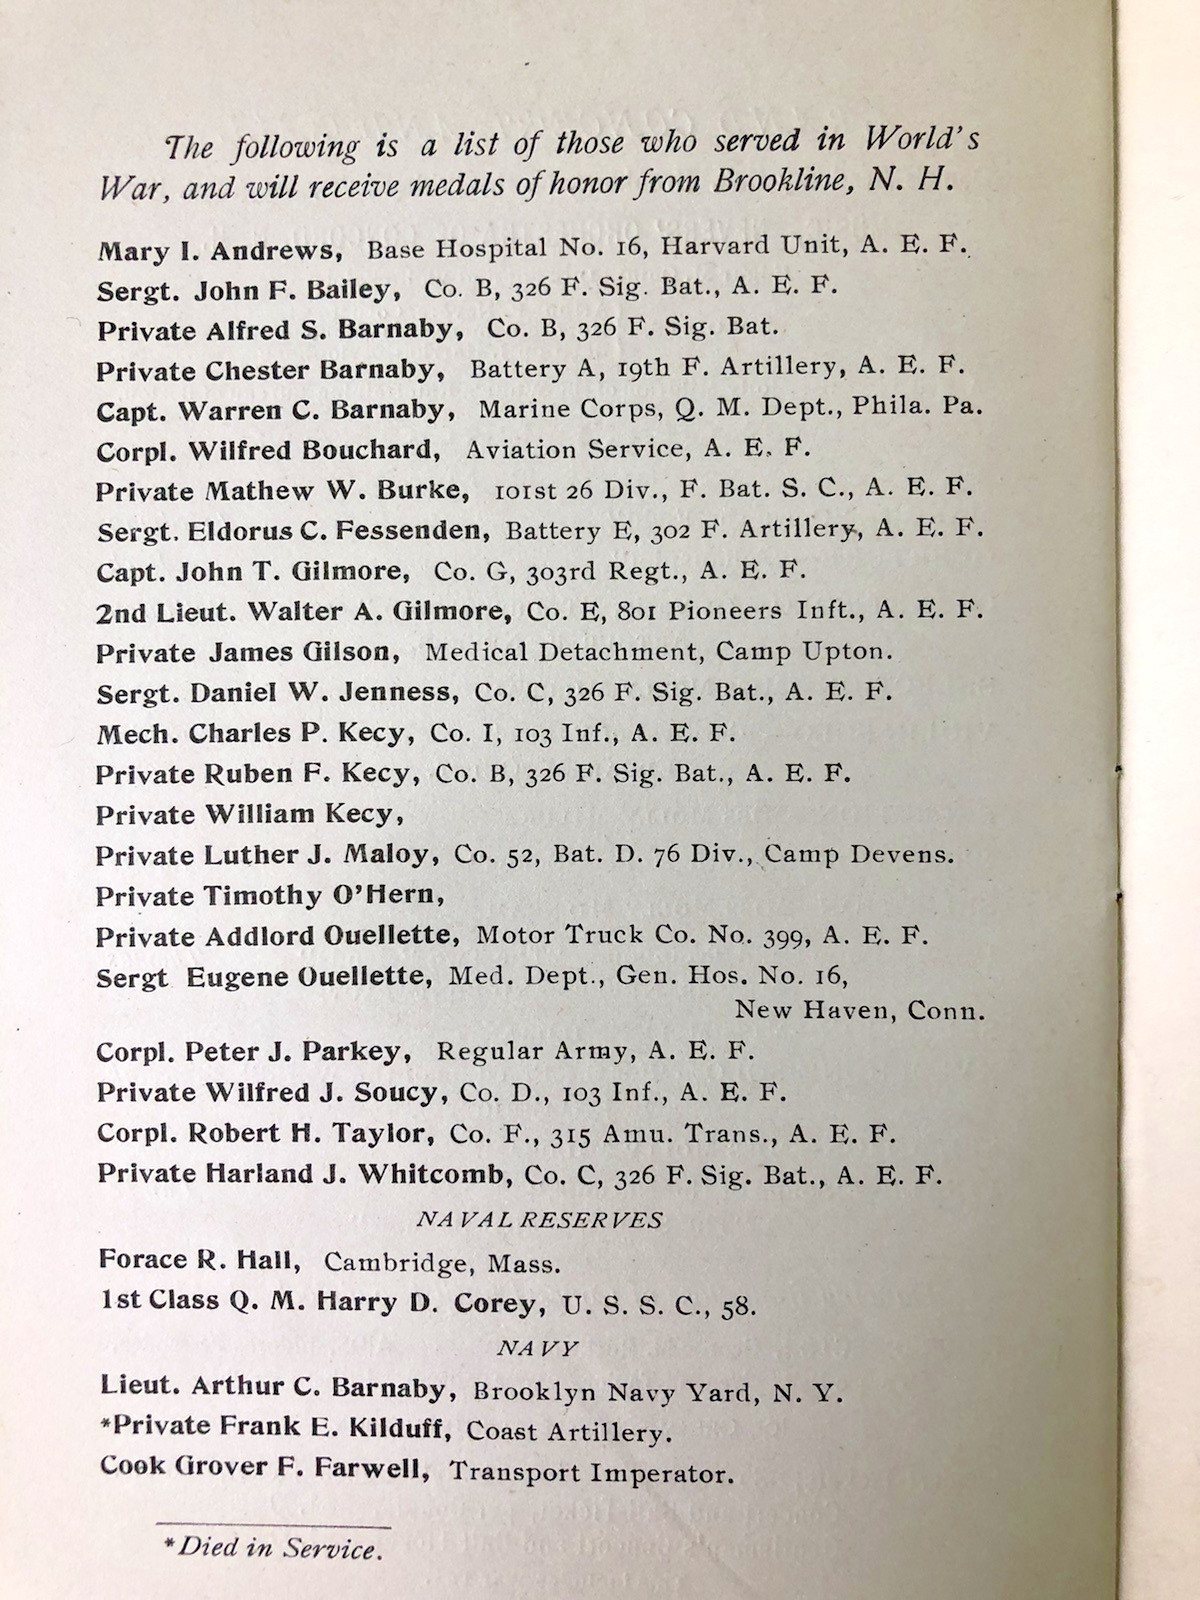 The following is a list of those who served in World's
War, and will receive medals of honor from Brookline, N. H.
Mary I. Andrews, Base Hospital No. 16, Harvard Unit, A. E. F.
Sergt. John F. Bailey, Co. B, 326 F. Sig. Bat., A. E. F.
Private Alfred S. Barnaby, Co. B, 326 F. Sig. Bat.
Private Chester Barnaby, Battery A, 19th F. Artillery, A. E. F.
Capt. Warren C. Barnaby, Marine Corps, Q. M. Dept., Phila. Pa.
Corpl. Wilfred Bouchard, Aviation Service, A. E. F.
Private Mathew W. Burke, 101st 26 Div., F. Bat. S. C., A. E. F.
Sergt. Eldorus C. Fessenden, Battery E, 302 F. Artillery, A. E. F.
Capt. John T. Gilmore, Co. G, 303rd Regt., A. E. F.
2nd Lieut. Walter A. Gilmore, Co. E, 801 Pioneers Inft., A. E. F.
Private James Gilson, Medical Detachment, Camp Upton.
Sergt. Daniel W. Jenness, Co. C, 326 F. Sig. Bat., A. E. F.
Mech. Charles P. Kecy, Co. I, 103 Inf., A. E. F.
Private Ruben F. Kecy, Co. B, 326 F. Sig. Bat., A. E. F.
Private William Kecy,
Private Luther J. Maloy, Co. 52, Bat. D. 76 Div., Camp Devens.
Private Timothy O'Hern,
Private Addlord Ouellette, Motor Truck Co. No. 399, A. E. F.
Sergt Eugene Ouellette, Med. Dept., Gen. Hos. No. 16,
New Haven, Conn.
Corpl. Peter J. Parkey, Regular Army, A. E. F.
Private Wilfred J. Soucy, Co. D., 103 Inf., A. E. F.
Corpl. Robert H. Taylor, Co. F., 315 Amu. Trans., A. E. F.
Private Harland J. Whitcomb, Co. C, 326 F. Sig. Bat., A. E. F.
NAVAL RESERVES
Forace R. Hall, Cambridge, Mass.
1st Class Q. M. Harry D. Corey, U. S. S. C., 58.
NAVY
Lieut. Arthur C. Barnaby, Brooklyn Navy Yard, N. Y.
*Private Frank E. Kilduff, Coast Artillery.
Cook Grover F. Farwell, Transport Imperator.
*Died in Service.